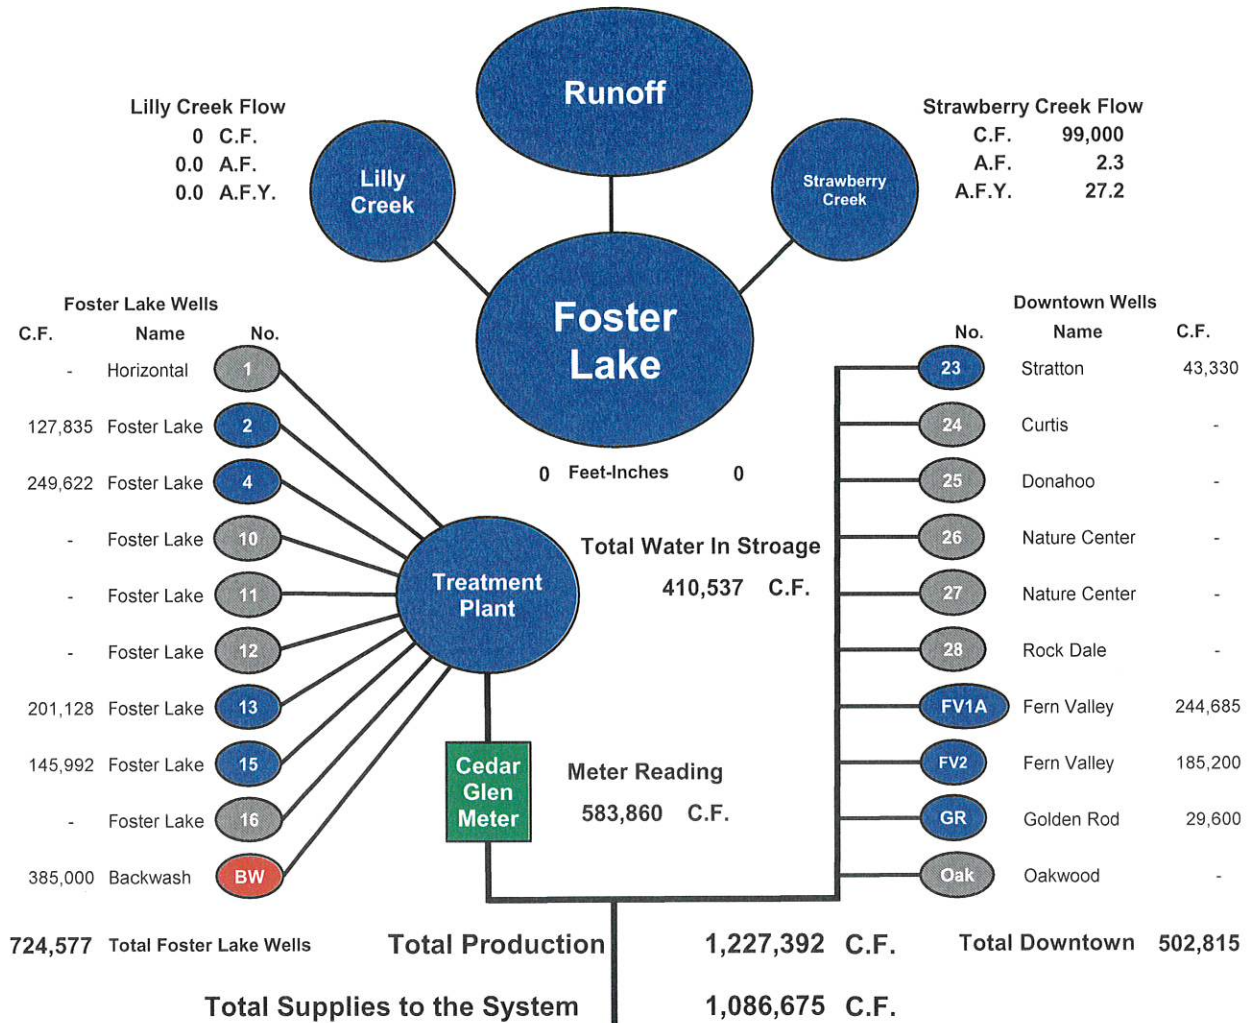 Runoff
Lilly Creek Flow
0 C.F.
0.0 A.F.
0.0 A.F.Y.
Lilly
Creek
Strawberry
Creek
Strawberry Creek Flow
C.F. 99,000
A.F. 2.3
A.F.Y. 27.2
Foster
Lake
0 Feet-Inches 0
Foster Lake Wells
C.F. Name No.
- Horizontal 1
127,835 Foster Lake 2
249,622 Foster Lake 4
- Foster Lake 10
- Foster Lake 11
- Foster Lake 12
201,128 Foster Lake 13
145,992 Foster Lake 15
- Foster Lake 16
385,000 Backwash BW
724,577 Total Foster Lake Wells
Treatment
Plant
Total Water In Stroage
410,537 C.F.
Cedar
Glen
Meter
Meter Reading
583,860 C.F.
Downtown Wells
No. Name C.F.
23 Stratton 43,330
24 Curtis -
25 Donahoo -
26 Nature Center -
27 Nature Center -
28 Rock Dale -
FV1A Fern Valley 244,685
FV2 Fern Valley 185,200
GR Golden Rod 29,600
Oak Oakwood -
Total Downtown 502,815
Total Production 1,227,392 C.F.
Total Supplies to the System 1,086,675 C.F.